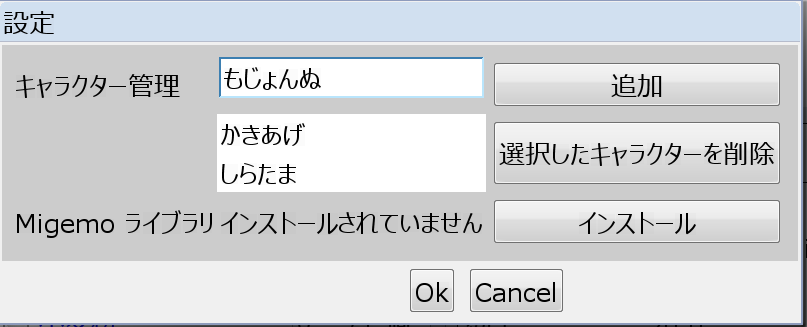 設定
キャラクター管理
もじょんぬ
追加
かきあげ
しらたま
選択したキャラクターを削除
Migemo ライブラリ
インストールされていません
インストール
Ok
Cancel